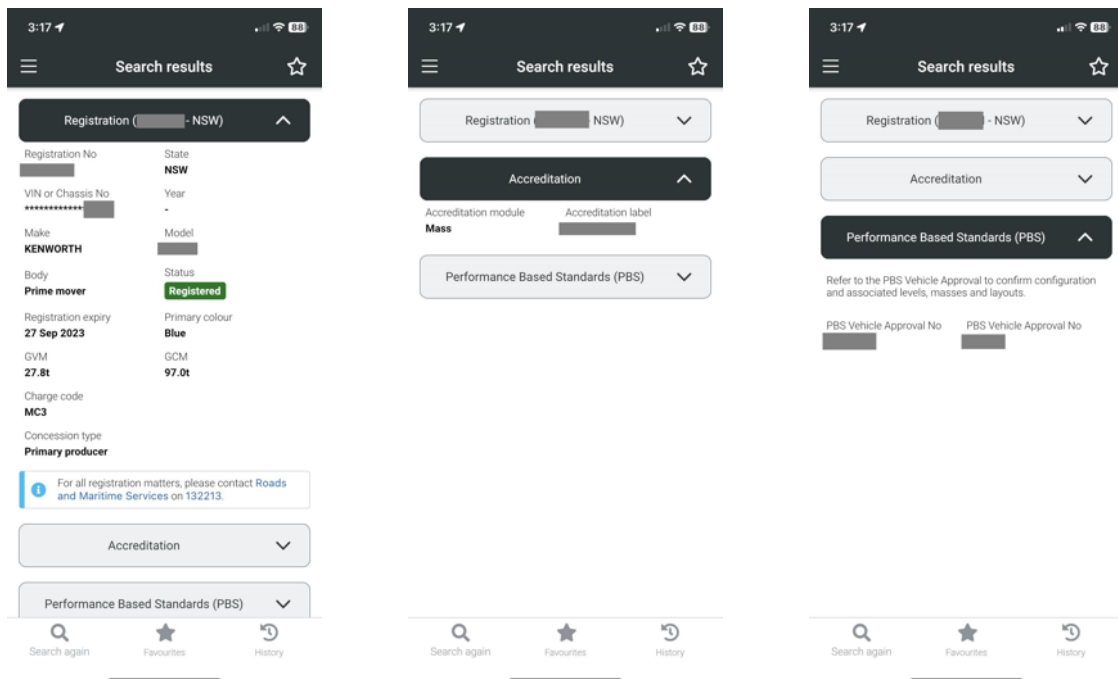 3:17
88
Search results
Registration (
- NSW)
Registration No
State
NSW
VIN or Chassis No
Year
************
-
Make
Model
KENWORTH
Body
Status
Prime mover
Registered
Registration expiry
Primary colour
27 Sep 2023
Blue
GVM
GCM
27.8t
97.0t
Charge code
MC3
Concession type
Primary producer
For all registration matters, please contact Roads
and Maritime Services on 132213.
Accreditation
Performance Based Standards (PBS)
Search again
Favourites
History
3:17
88
Search results
Registration (
NSW)
Accreditation
Accreditation module
Accreditation label
Mass
Performance Based Standards (PBS)
Search again
Favourites
History
3:17
88
Search results
Registration (
- NSW)
Accreditation
Performance Based Standards (PBS)
Refer to the PBS Vehicle Approval to confirm configuration
and associated levels, masses and layouts.
PBS Vehicle Approval No
PBS Vehicle Approval No
Search again
Favourites
History